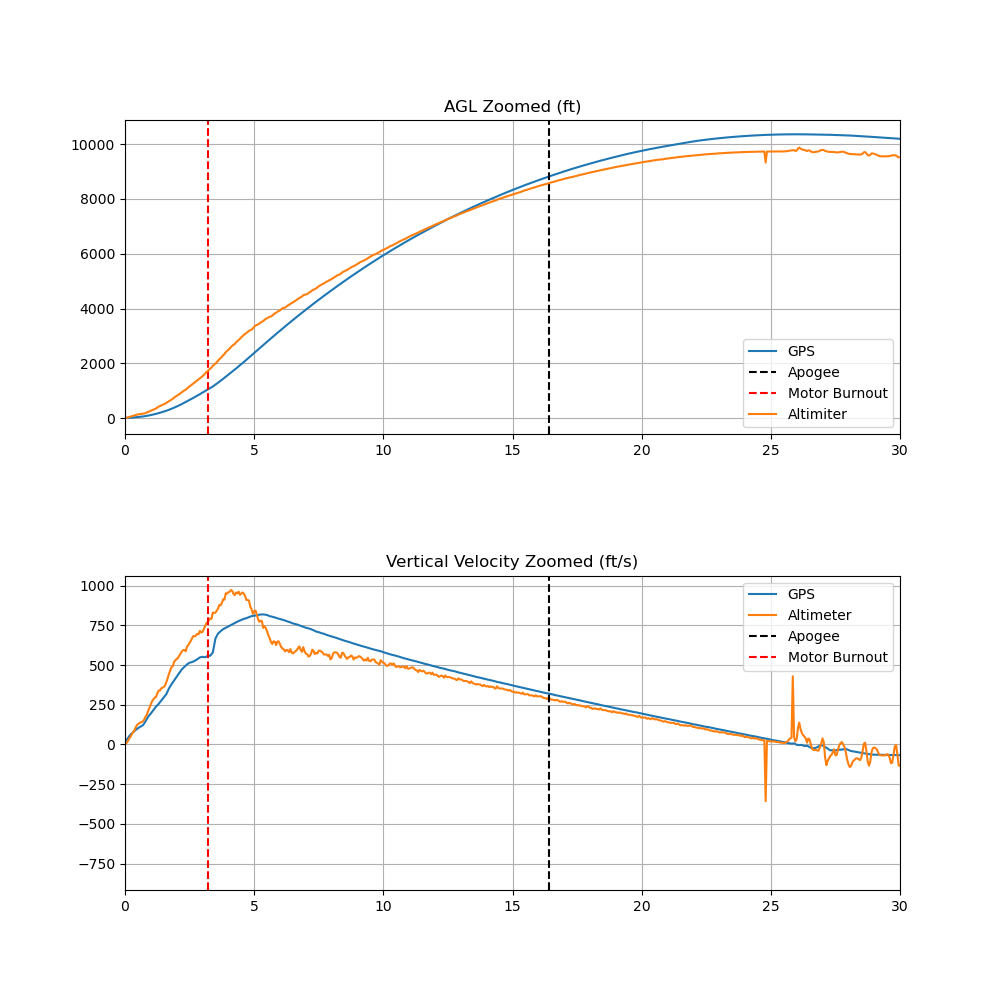 AGL Zoomed (ft)
10000
8000
6000
4000
2000
0
GPS
Apogee
Motor Burnout
Altimiter
0 5 10 15 20 25 30
Vertical Velocity Zoomed (ft/s)
1000
750
500
250
0
−250
−500
−750
GPS
Altimeter
Apogee
Motor Burnout
0 5 10 15 20 25 30